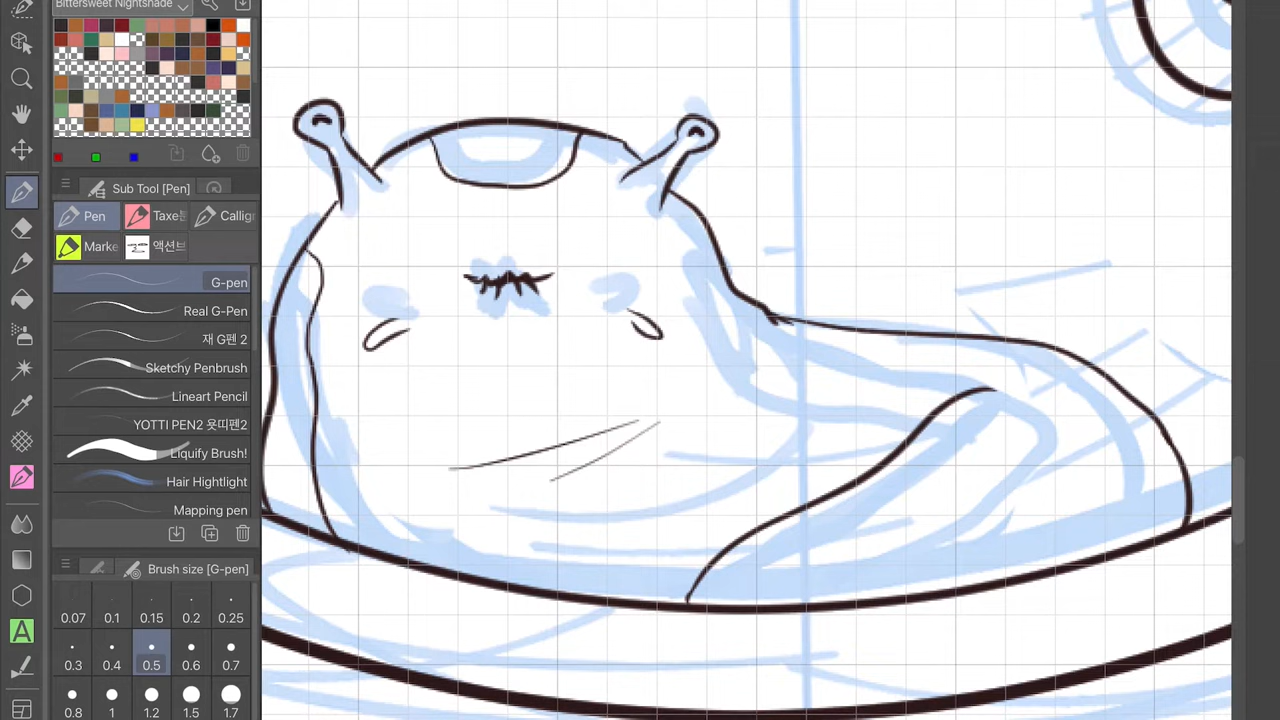 Bittersweet Nightshade
Sub Tool [Pen]
Pen
Marke
액션브
G-pen
Real G-Pen
재 G펜 2
Sketchy Penbrush
Lineart Pencil
YOTTI PEN2 욧띠펜2
Liquify Brush!
Hair Hightlight
Mapping pen
Brush size [G-pen]
0.07 0.1 0.15 0.2 0.25
0.3 0.4 0.5 0.6 0.7
0.8 1 1.2 1.5 1.7